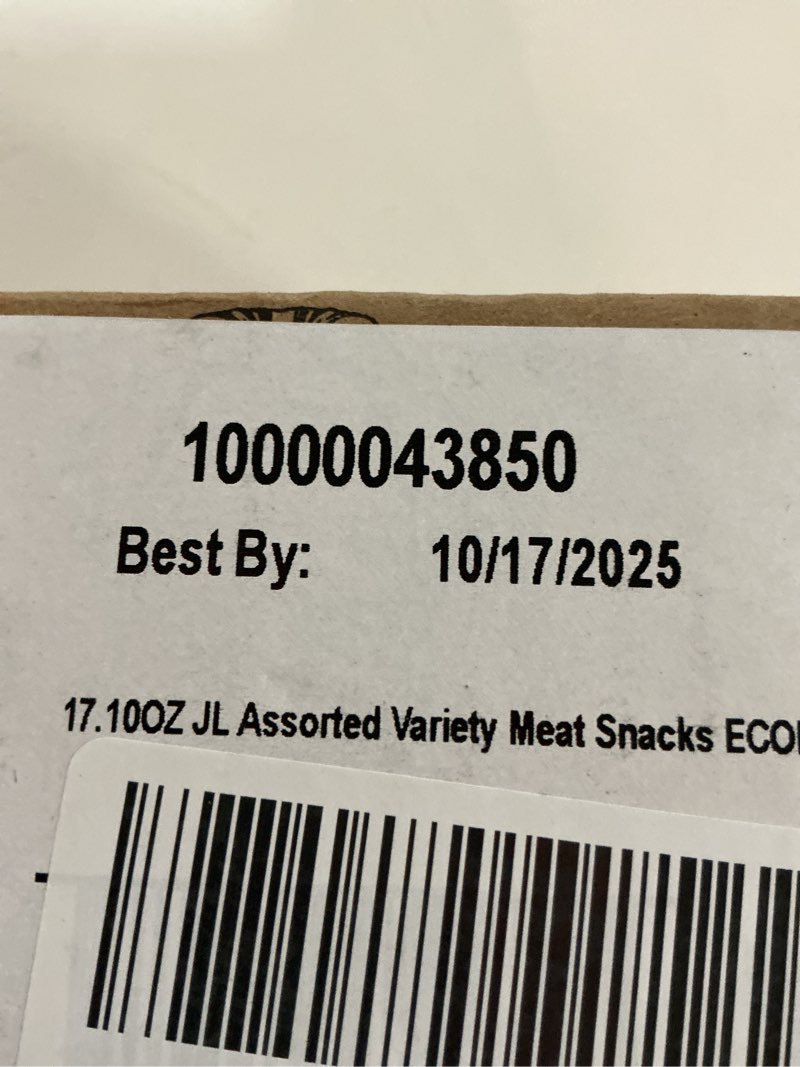 10000043850
Best By: 10/17/2025
17.10OZ JL Assorted Variety Meat Snacks